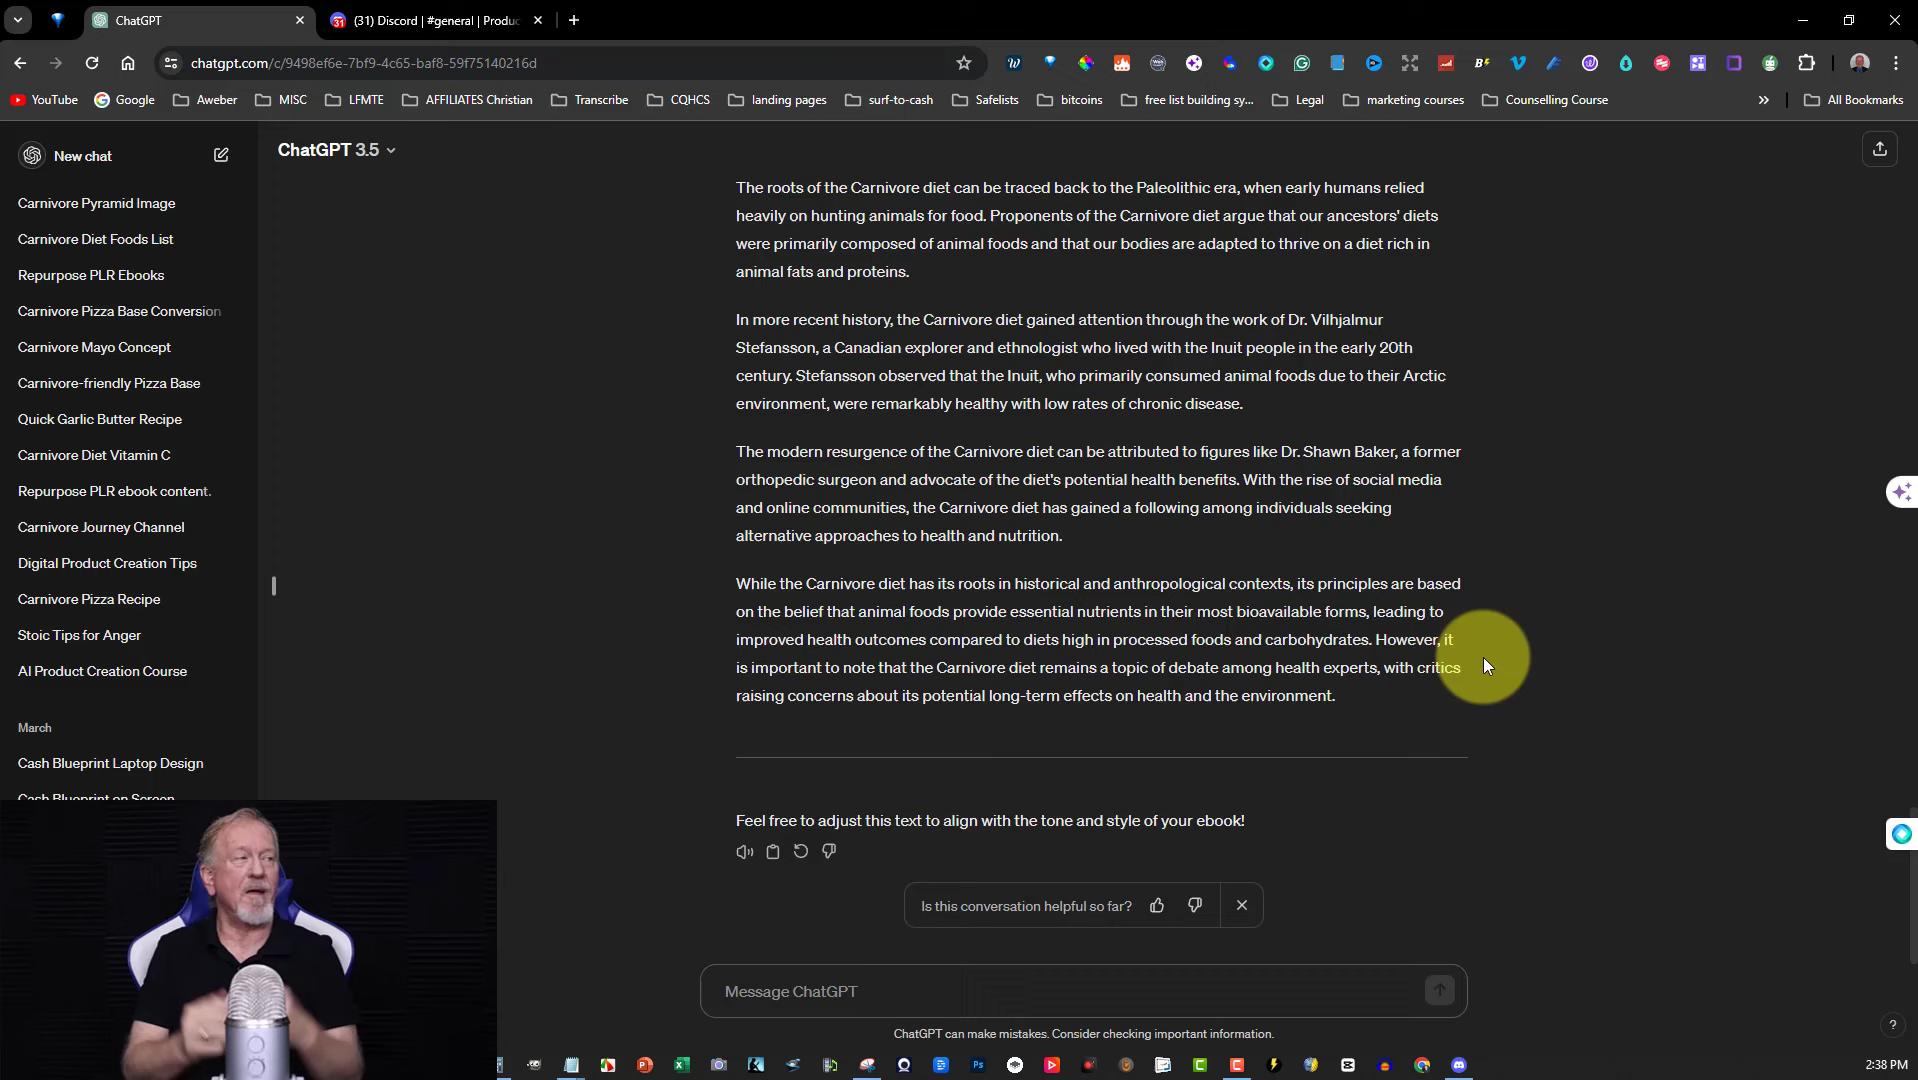 ChatGPT
(31) Discord | #general | Produc
chatgpt.com/c/9498ef6e-7bf9-4c65-baf8-59f75140216d
YouTube
Google
Aweber
MISC
LFMTE
AFFILIATES Christian
Transcribe
CQHCS
landing pages
surf-to-cash
Safelists
bitcoins
free list building sy...
Legal
marketing courses
Counselling Course
All Bookmarks
New chat
Carnivore Pyramid Image
Carnivore Diet Foods List
Repurpose PLR Ebooks
Carnivore Pizza Base Conversion
Carnivore Mayo Concept
Carnivore-friendly Pizza Base
Quick Garlic Butter Recipe
Carnivore Diet Vitamin C
Repurpose PLR ebook content.
Carnivore Journey Channel
Digital Product Creation Tips
Carnivore Pizza Recipe
Stoic Tips for Anger
AI Product Creation Course
March
Cash Blueprint Laptop Design
Cash Blueprint on Screen
ChatGPT 3.5
The roots of the Carnivore diet can be traced back to the Paleolithic era, when early humans relied
heavily on hunting animals for food. Proponents of the Carnivore diet argue that our ancestors' diets
were primarily composed of animal foods and that our bodies are adapted to thrive on a diet rich in
animal fats and proteins.
In more recent history, the Carnivore diet gained attention through the work of Dr. Vilhjalmur
Stefansson, a Canadian explorer and ethnologist who lived with the Inuit people in the early 20th
century. Stefansson observed that the Inuit, who primarily consumed animal foods due to their Arctic
environment, were remarkably healthy with low rates of chronic disease.
The modern resurgence of the Carnivore diet can be attributed to figures like Dr. Shawn Baker, a former
orthopedic surgeon and advocate of the diet's potential health benefits. With the rise of social media
and online communities, the Carnivore diet has gained a following among individuals seeking
alternative approaches to health and nutrition.
While the Carnivore diet has its roots in historical and anthropological contexts, its principles are based
on the belief that animal foods provide essential nutrients in their most bioavailable forms, leading to
improved health outcomes compared to diets high in processed foods and carbohydrates. However, it
is important to note that the Carnivore diet remains a topic of debate among health experts, with critics
raising concerns about its potential long-term effects on health and the environment.
Feel free to adjust this text to align with the tone and style of your ebook!
Is this conversation helpful so far?
Message ChatGPT
ChatGPT can make mistakes. Consider checking important information.
?
2:38 PM